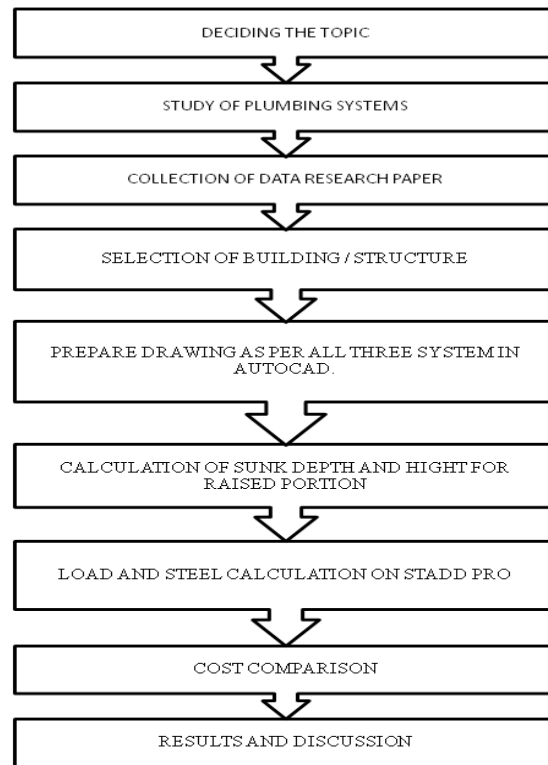 DECIDING THE TOPIC
STUDY OF PLUMBING SYSTEMS
COLLECTION OF DATA RESEARCH PAPER
SELECTION OF BUILDING / STRUCTURE
PREPARE DRAWING AS PER ALL THREE SYSTEM IN
AUTOCAD.
CALCULATION OF SUNK DEPTH AND HIGHT FOR
RAISED PORTION
LOAD AND STEEL CALCULATION ON STADD PRO
COST COMPARISON
RESULTS AND DISCUSSION